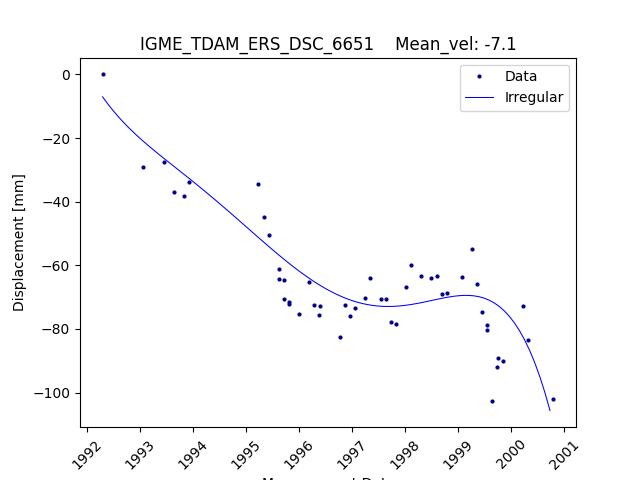 IGME_TDAM_ERS_DSC_6651    Mean_vel: -7.1
Data
Irregular
Displacement [mm]
0
−20
−40
−60
−80
−100
1992 1993 1994 1995 1996 1997 1998 1999 2000 2001